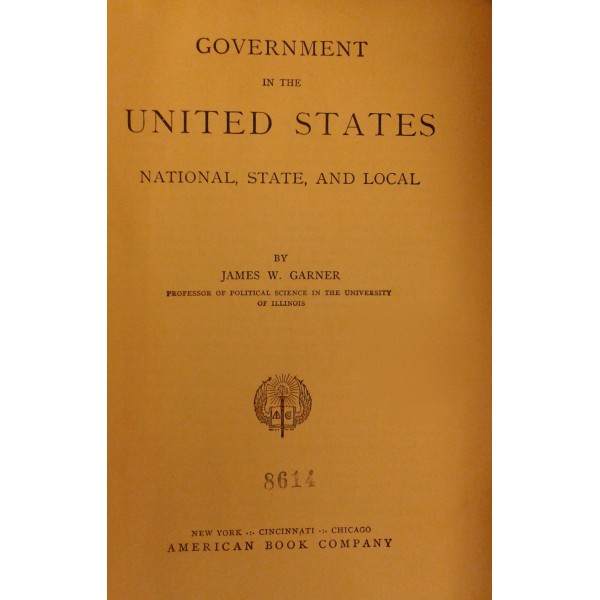 GOVERNMENT
IN THE
UNITED STATES
NATIONAL, STATE, AND LOCAL
BY
JAMES W. GARNER
PROFESSOR OF POLITICAL SCIENCE IN THE UNIVERSITY
OF ILLINOIS
8614
NEW YORK -:- CINCINNATI -:- CHICAGO
AMERICAN BOOK COMPANY